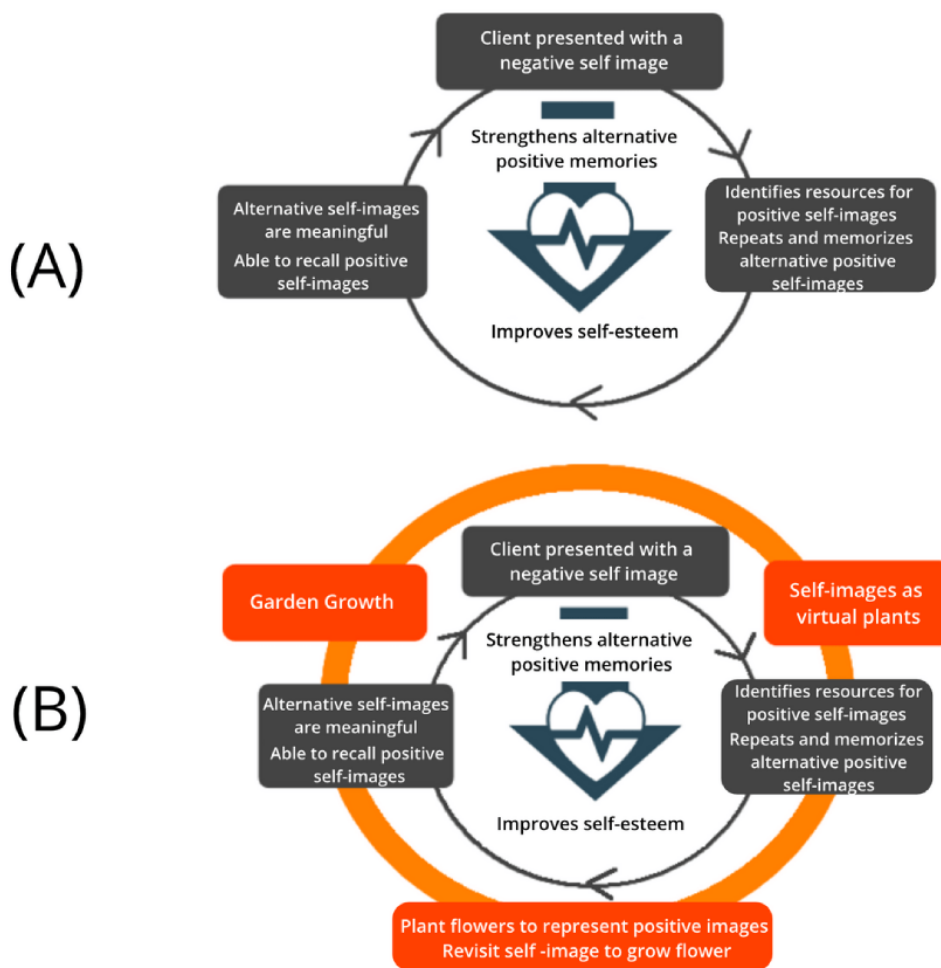 (A)
Client presented with a
negative self image
Strengthens alternative
positive memories
Alternative self-images
are meaningful
Able to recall positive
self-images
Identifies resources for
positive self-images
Repeats and memorizes
alternative positive
self-images
Improves self-esteem
(B)
Client presented with a
negative self image
Garden Growth
Self-images as
virtual plants
Strengthens alternative
positive memories
Alternative self-images
are meaningful
Able to recall positive
self-images
Identifies resources for
positive self-images
Repeats and memorizes
alternative positive
self-images
Improves self-esteem
Plant flowers to represent positive images
Revisit self -image to grow flower